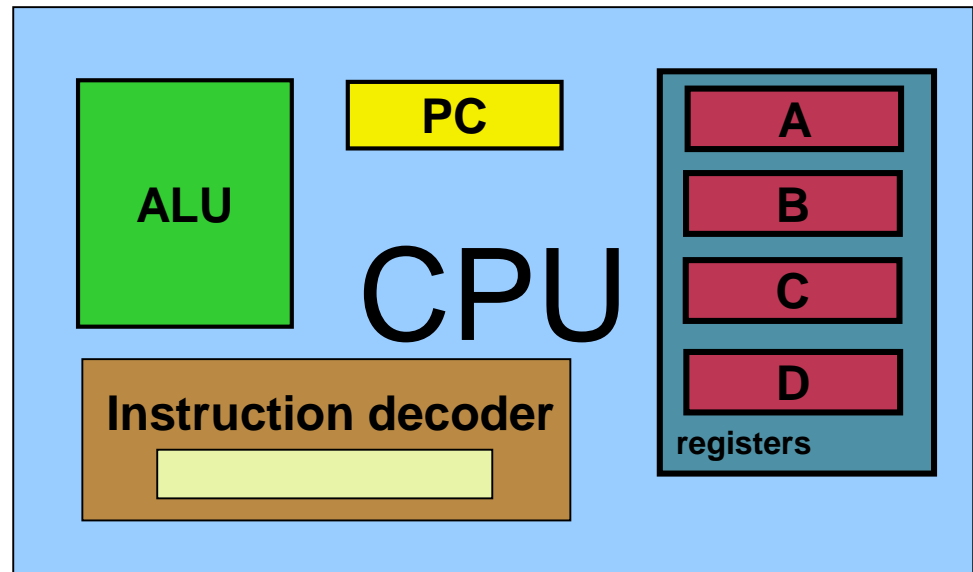 PC
A
ALU
B
CPU
C
D
Instruction decoder
registers